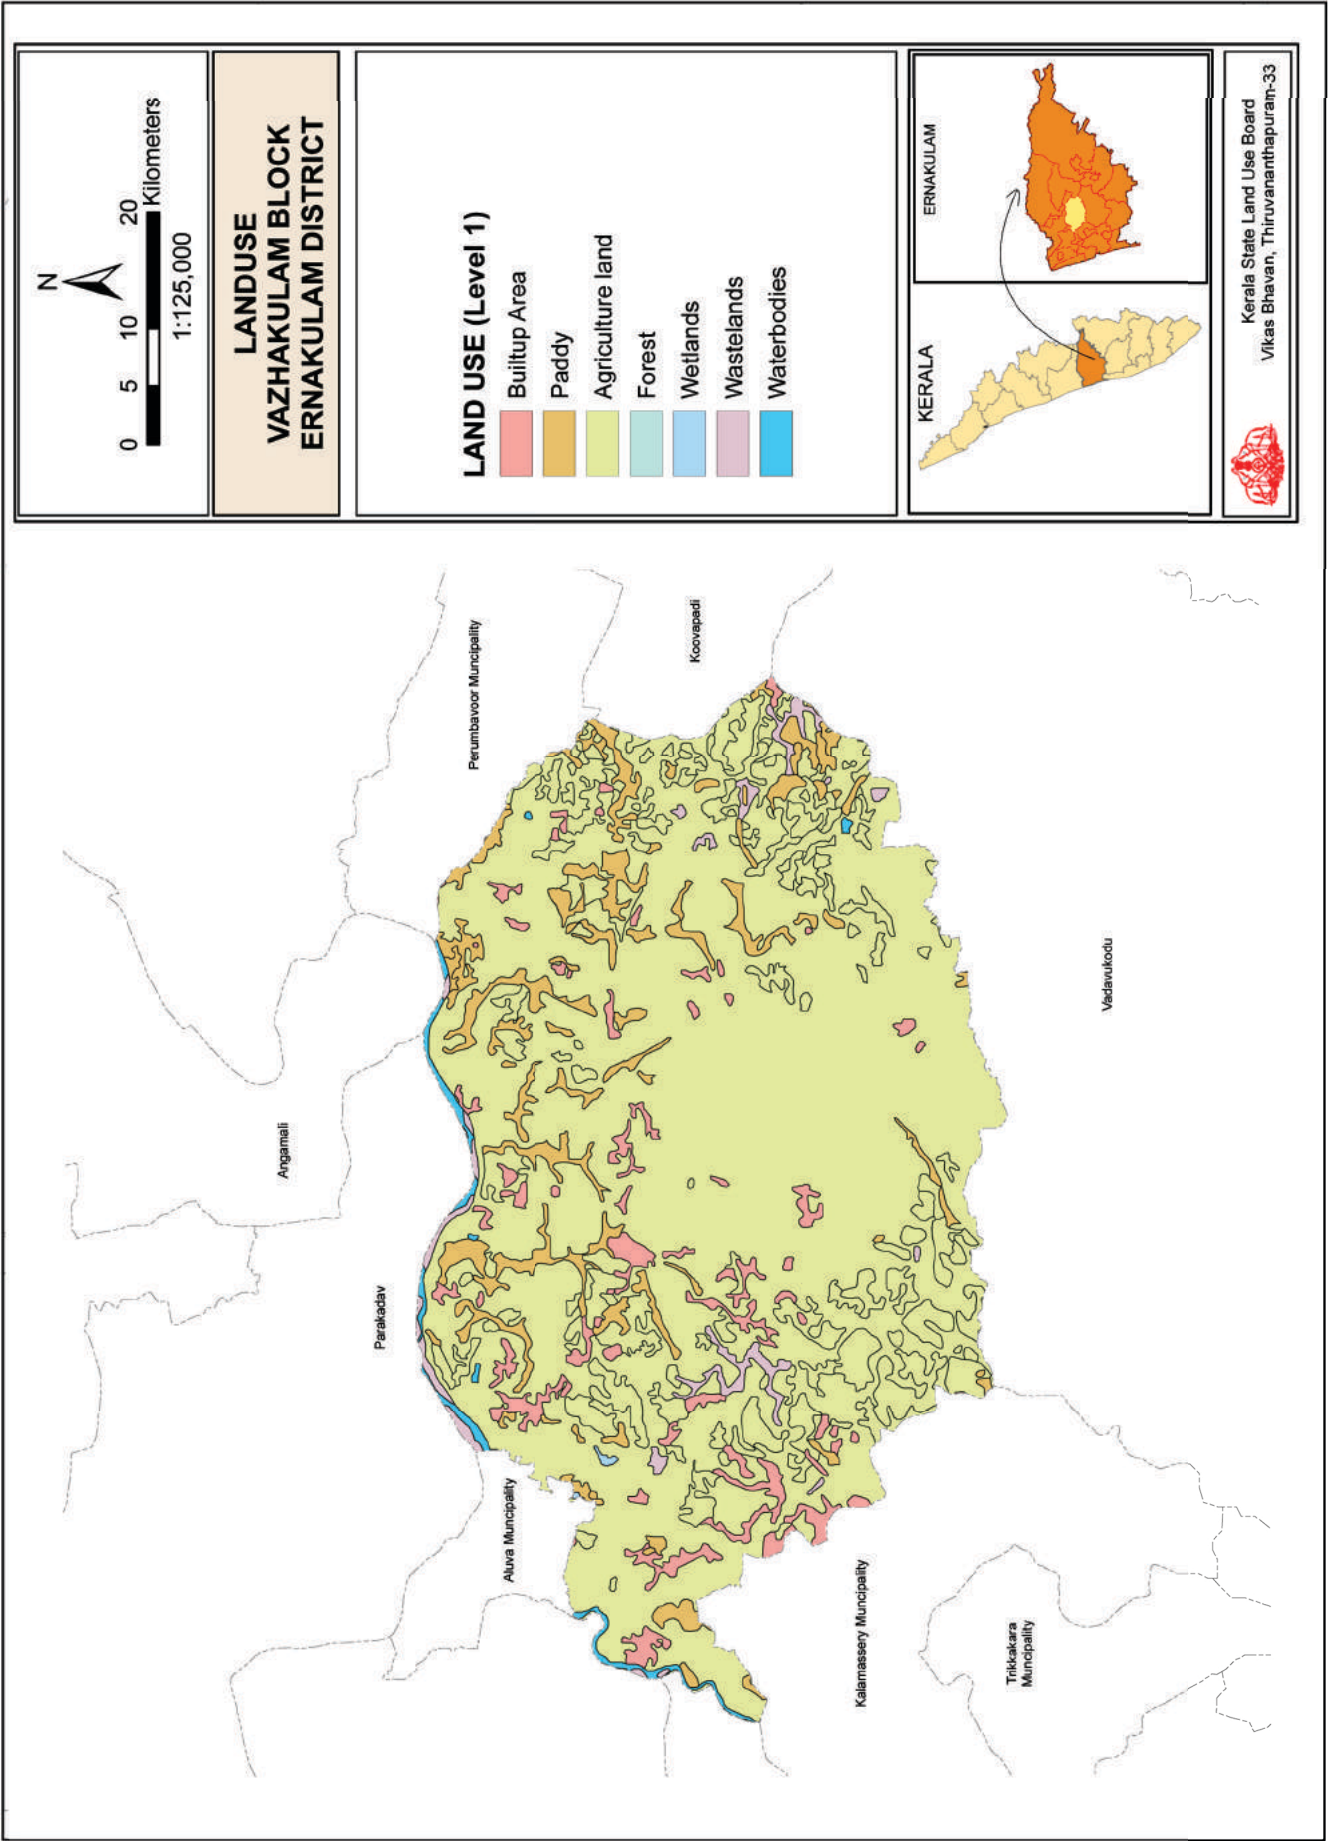 N
0 5 10 20
Kilometers
1:125,000
LANDUSE
VAZHAKULAM BLOCK
ERNAKULAM DISTRICT
LAND USE (Level 1)
Builtup Area
Paddy
Agriculture land
Forest
Wetlands
Wastelands
Waterbodies
KERALA
ERNAKULAM
Kerala State Land Use Board
Vikas Bhavan, Thiruvananthapuram-33
Perumbavoor Muncipality
Koovapadi
Angamali
Vadavukodu
Parakadav
Aluva Muncipality
Kalamassery Muncipality
Trikkakara
Muncipality